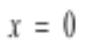 x = 0